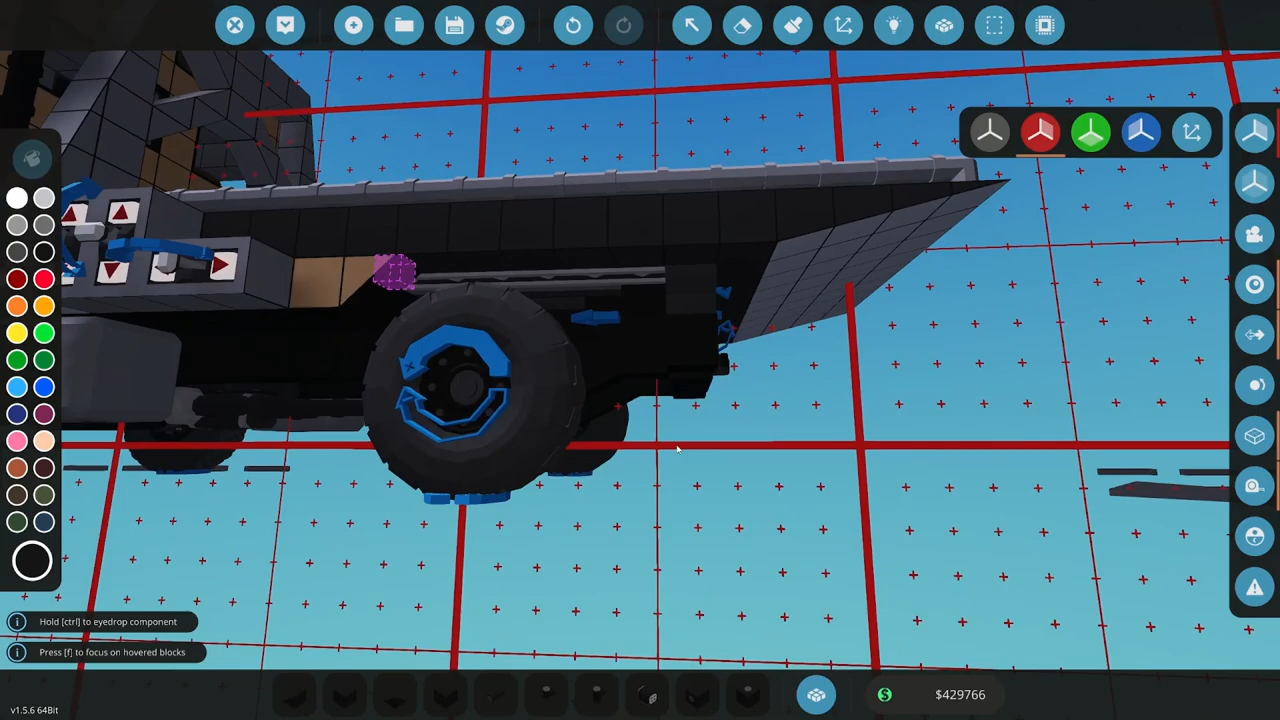 Hold [ctrl] to eyedrop component
Press [f] to focus on hovered blocks
$429766
v1.5.6 64Bit